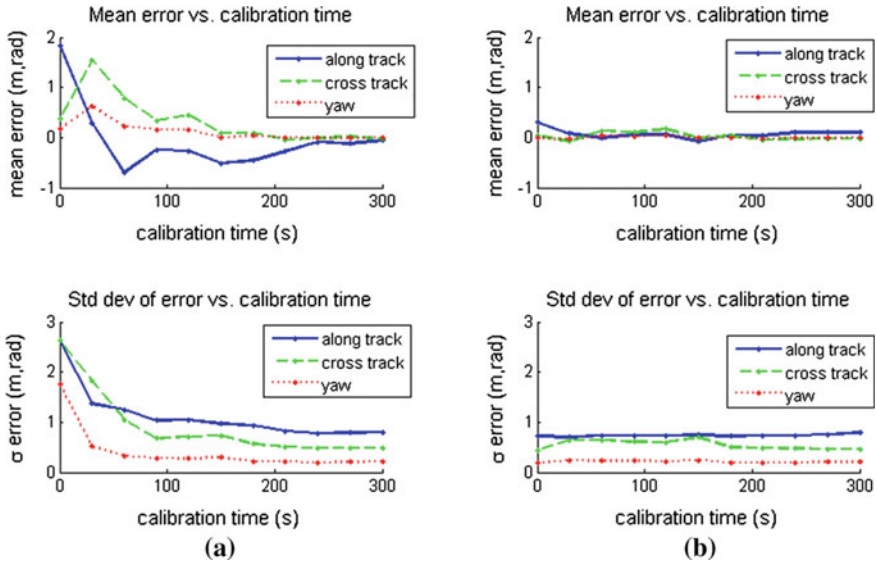 Mean error vs. calibration time
mean error (m,rad)
2
1
0
-1
along track
cross track
yaw
0 100 200 300
calibration time (s)
Mean error vs. calibration time
mean error (m,rad)
2
1
0
-1
along track
cross track
yaw
0 100 200 300
calibration time (s)
Std dev of error vs. calibration time
σ error (m,rad)
3
2
1
0
along track
cross track
yaw
0 100 200 300
calibration time (s)
(a)
Std dev of error vs. calibration time
σ error (m,rad)
3
2
1
0
along track
cross track
yaw
0 100 200 300
calibration time (s)
(b)